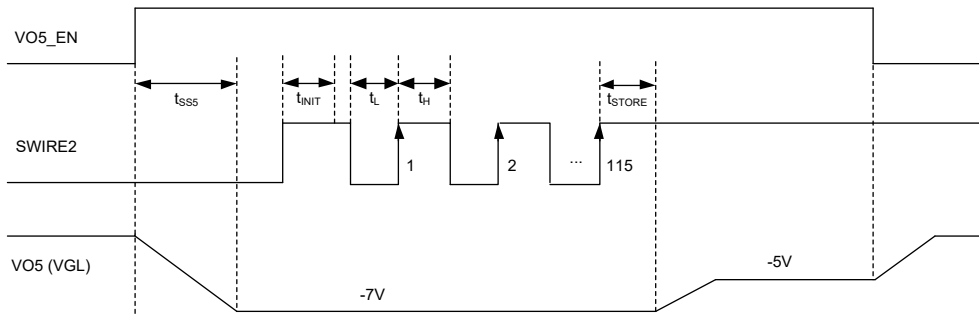 VO5_EN
tSS5
tINIT
tL
tH
tSTORE
SWIRE2
1
2
...
115
VO5 (VGL)
-7V
-5V